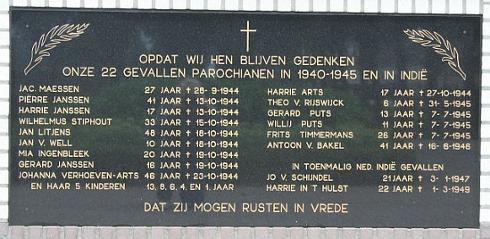 OPDAT WIJ HEN BLIJVEN GEDENKEN
ONZE 22 GEVALLEN PAROCHIANEN IN 1940-1945 EN IN INDIË
JAC. MAESSEN 27 JAAR † 28-9-1944
PIERRE JANSSEN 41 JAAR † 13-10-1944
HARRIE JANSSEN 17 JAAR † 13-10-1944
WILHELMUS STIPHOUT 33 JAAR † 15-10-1944
JAN LITJENS 48 JAAR † 18-10-1944
JAN V. WELL 10 JAAR † 18-10-1944
MIA INGENBLEEK 20 JAAR † 19-10-1944
GERARD JANSSEN 16 JAAR † 19-10-1944
JOHANNA VERHOEVEN-ARTS 46 JAAR † 23-10-1944
EN HAAR 5 KINDEREN 13, 8, 6, 4, EN 1, JAAR
HARRIE ARTS 17 JAAR † 27-10-1944
THEO V. RIJSWIJCK 6 JAAR † 31-5-1945
GERARD PUTS 13 JAAR † 7-7-1945
WILLIJ PUTS 11 JAAR † 7-7-1945
FRITS TIMMERMANS 26 JAAR † 7-8-1945
ANTOON V. BAKEL 41 JAAR † 16-6-1946
IN TOENMALIG NED. INDIË GEVALLEN
JO V. SCHIJNDEL 21 JAAR † 3-1-1947
HARRIE IN T HULST 22 JAAR † 1-3-1949
DAT ZIJ MOGEN RUSTEN IN VREDE